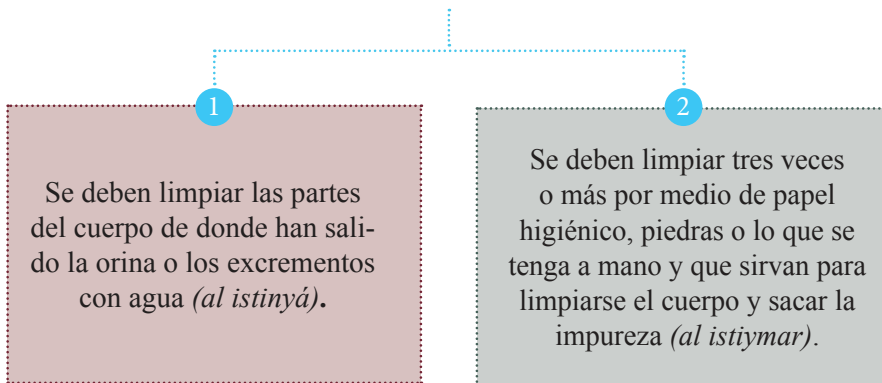 1
Se deben limpiar las partes
del cuerpo de donde han sali-
do la orina o los excrementos
con agua (al istinyá).
2
Se deben limpiar tres veces
o más por medio de papel
higiénico, piedras o lo que se
tenga a mano y que sirvan para
limpiarse el cuerpo y sacar la
impureza (al istiymar).